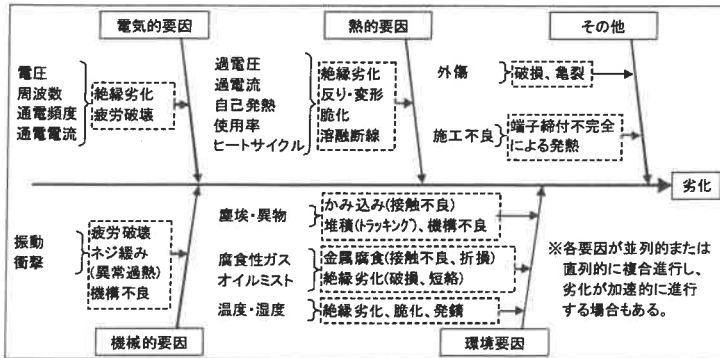 電気的要因
熱的要因
その他
電圧
周波数
通電頻度
通電電流
絶縁劣化
疲労破壊
過電圧
過電流
自己発熱
使用率
ヒートサイクル
絶縁劣化
反り・変形
脆化
溶融断線
外傷
破損、亀裂
施工不良
端子締付不完全
による発熱
劣化
振動
衝撃
疲労破壊
ネジ緩み
(異常過熱)
機構不良
塵埃・異物
かみ込み(接触不良)
堆積(トラッキング)、機構不良
腐食性ガス
オイルミスト
金属腐食(接触不良、折損)
絶縁劣化(破損、短絡)
温度・湿度
絶縁劣化、脆化、発錆
※各要因が並列的または
直列的に複合進行し、
劣化が加速的に進行
する場合もある。
機械的要因
環境要因